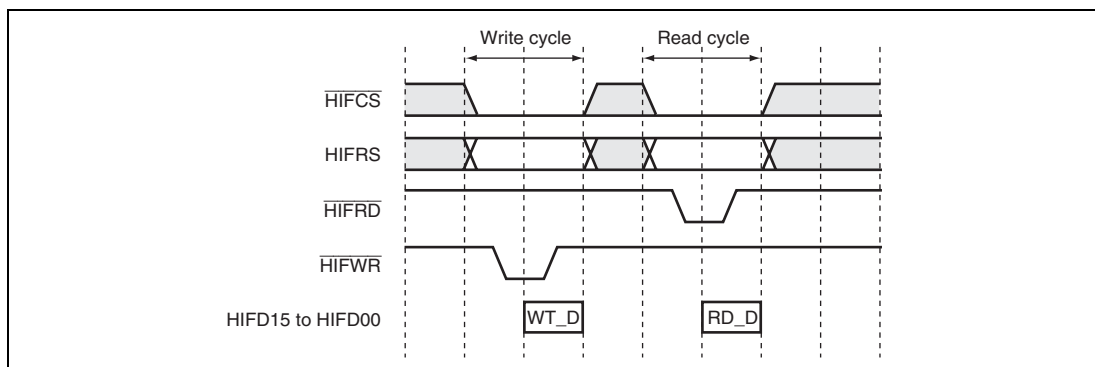 Write cycle Read cycle
HIFCS
HIFRS
HIFRD
HIFWR
HIFD15 to HIFD00 WT_D RD_D